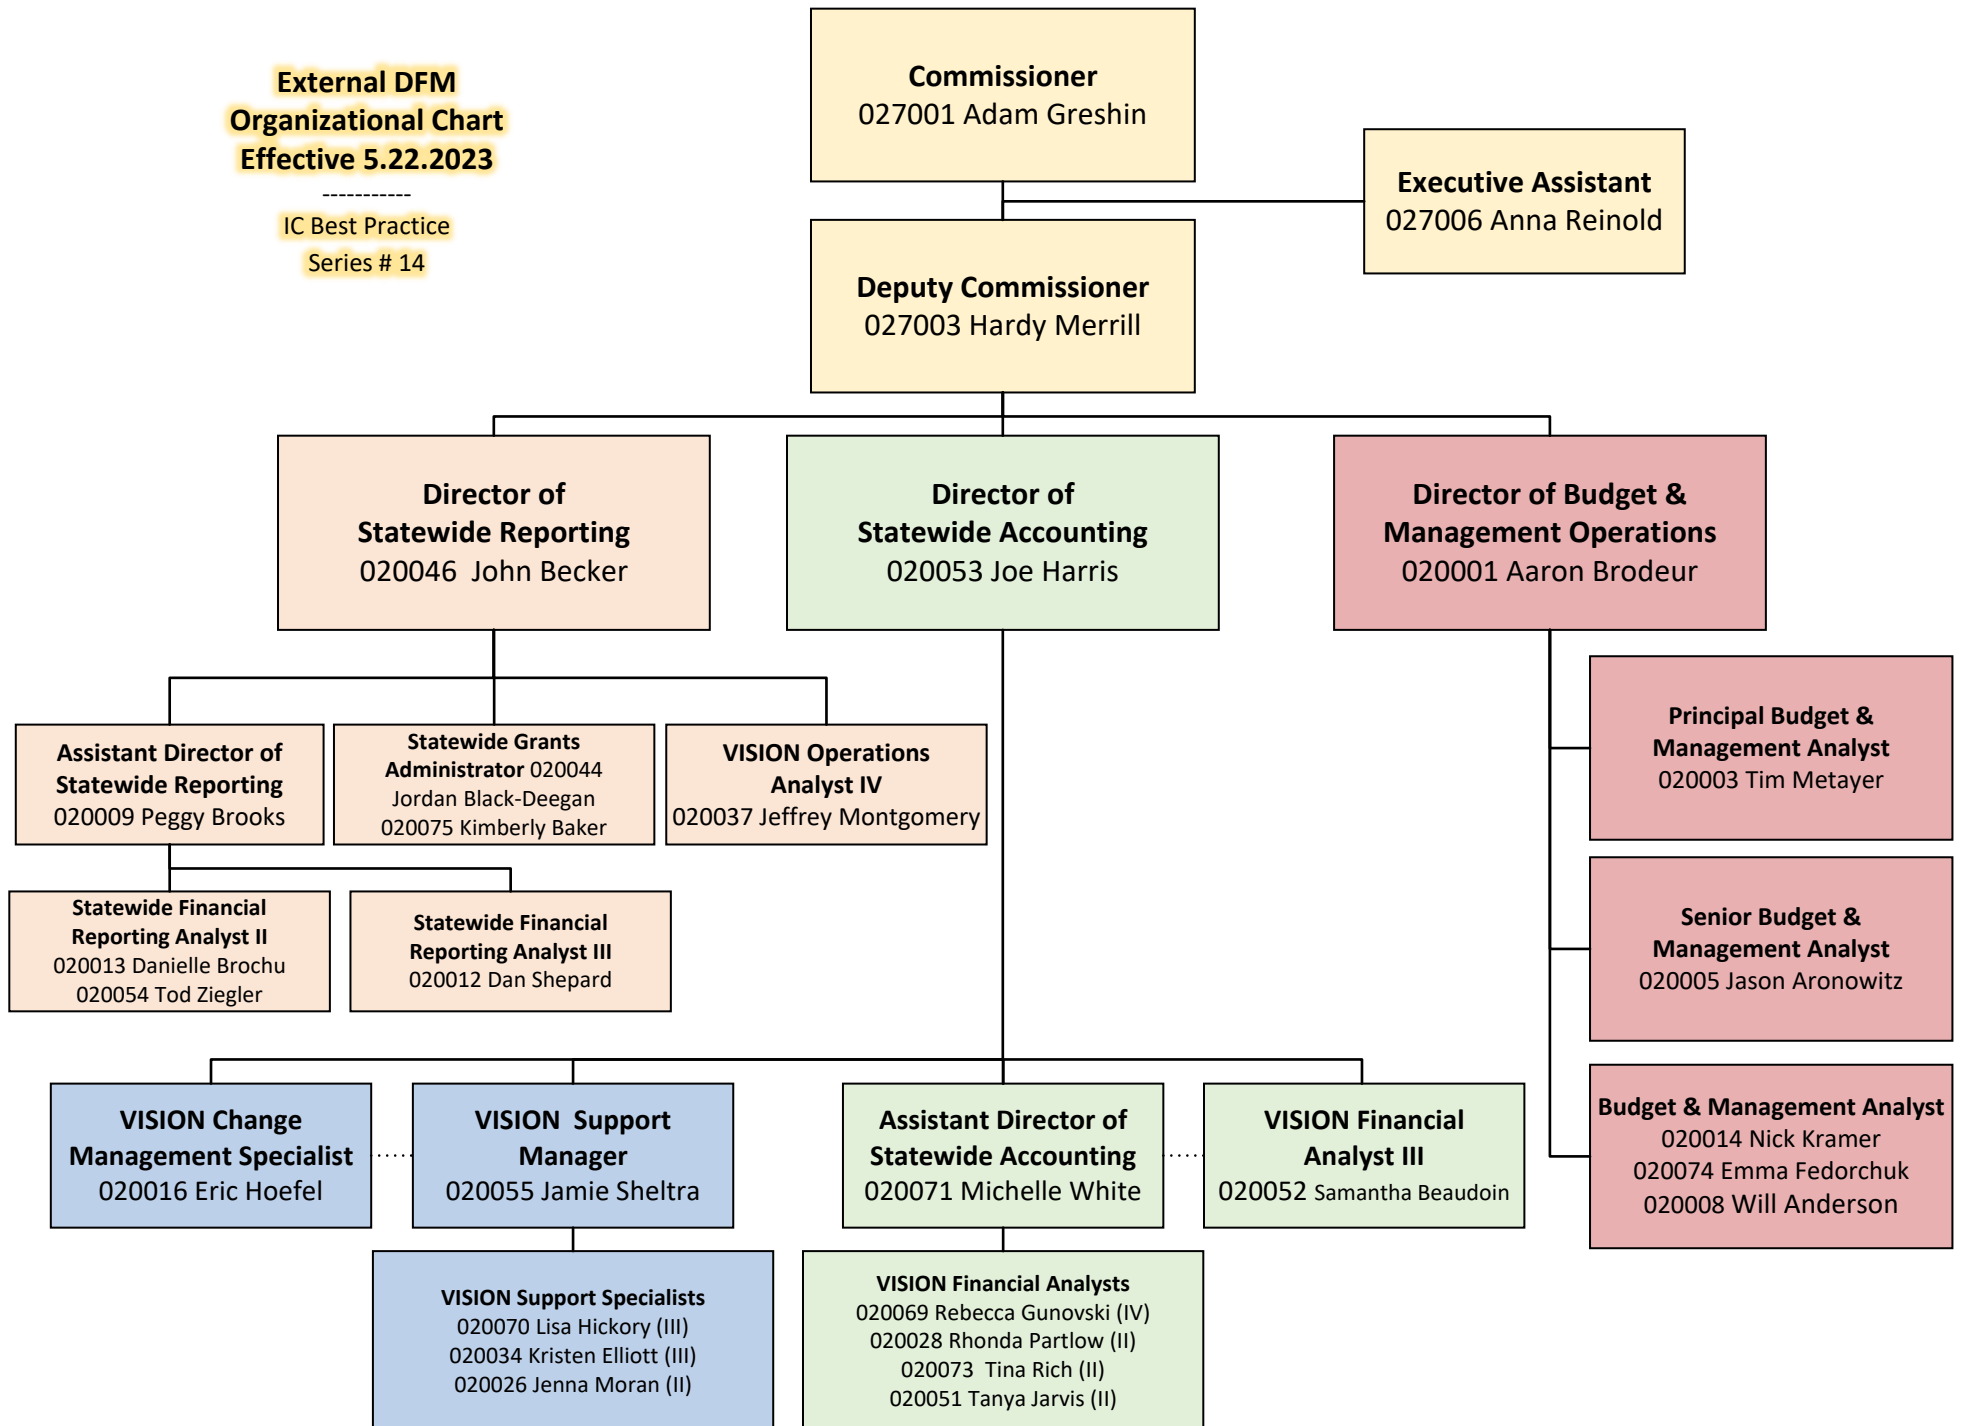 External DFM
Organizational Chart
Effective 5.22.2023
-----------
IC Best Practice
Series # 14
Commissioner
027001 Adam Greshin
Executive Assistant
027006 Anna Reinold
Deputy Commissioner
027003 Hardy Merrill
Director of
Statewide Reporting
020046  John Becker
Director of
Statewide Accounting
020053 Joe Harris
Director of Budget &
Management Operations
020001 Aaron Brodeur
Assistant Director of
Statewide Reporting
020009 Peggy Brooks
Statewide Grants
Administrator 020044
Jordan Black-Deegan
020075 Kimberly Baker
VISION Operations
Analyst IV
020037 Jeffrey Montgomery
Principal Budget &
Management Analyst
020003 Tim Metayer
Statewide Financial
Reporting Analyst II
020013 Danielle Brochu
020054 Tod Ziegler
Statewide Financial
Reporting Analyst III
020012 Dan Shepard
Senior Budget &
Management Analyst
020005 Jason Aronowitz
VISION Change
Management Specialist
020016 Eric Hoefel
VISION  Support
Manager
020055 Jamie Sheltra
Assistant Director of
Statewide Accounting
020071 Michelle White
VISION Financial
Analyst III
020052 Samantha Beaudoin
Budget & Management Analyst
020014 Nick Kramer
020074 Emma Fedorchuk
020008 Will Anderson
VISION Support Specialists
020070 Lisa Hickory (III)
020034 Kristen Elliott (III)
020026 Jenna Moran (II)
VISION Financial Analysts
020069 Rebecca Gunovski (IV)
020028 Rhonda Partlow (II)
020073  Tina Rich (II)
020051 Tanya Jarvis (II)